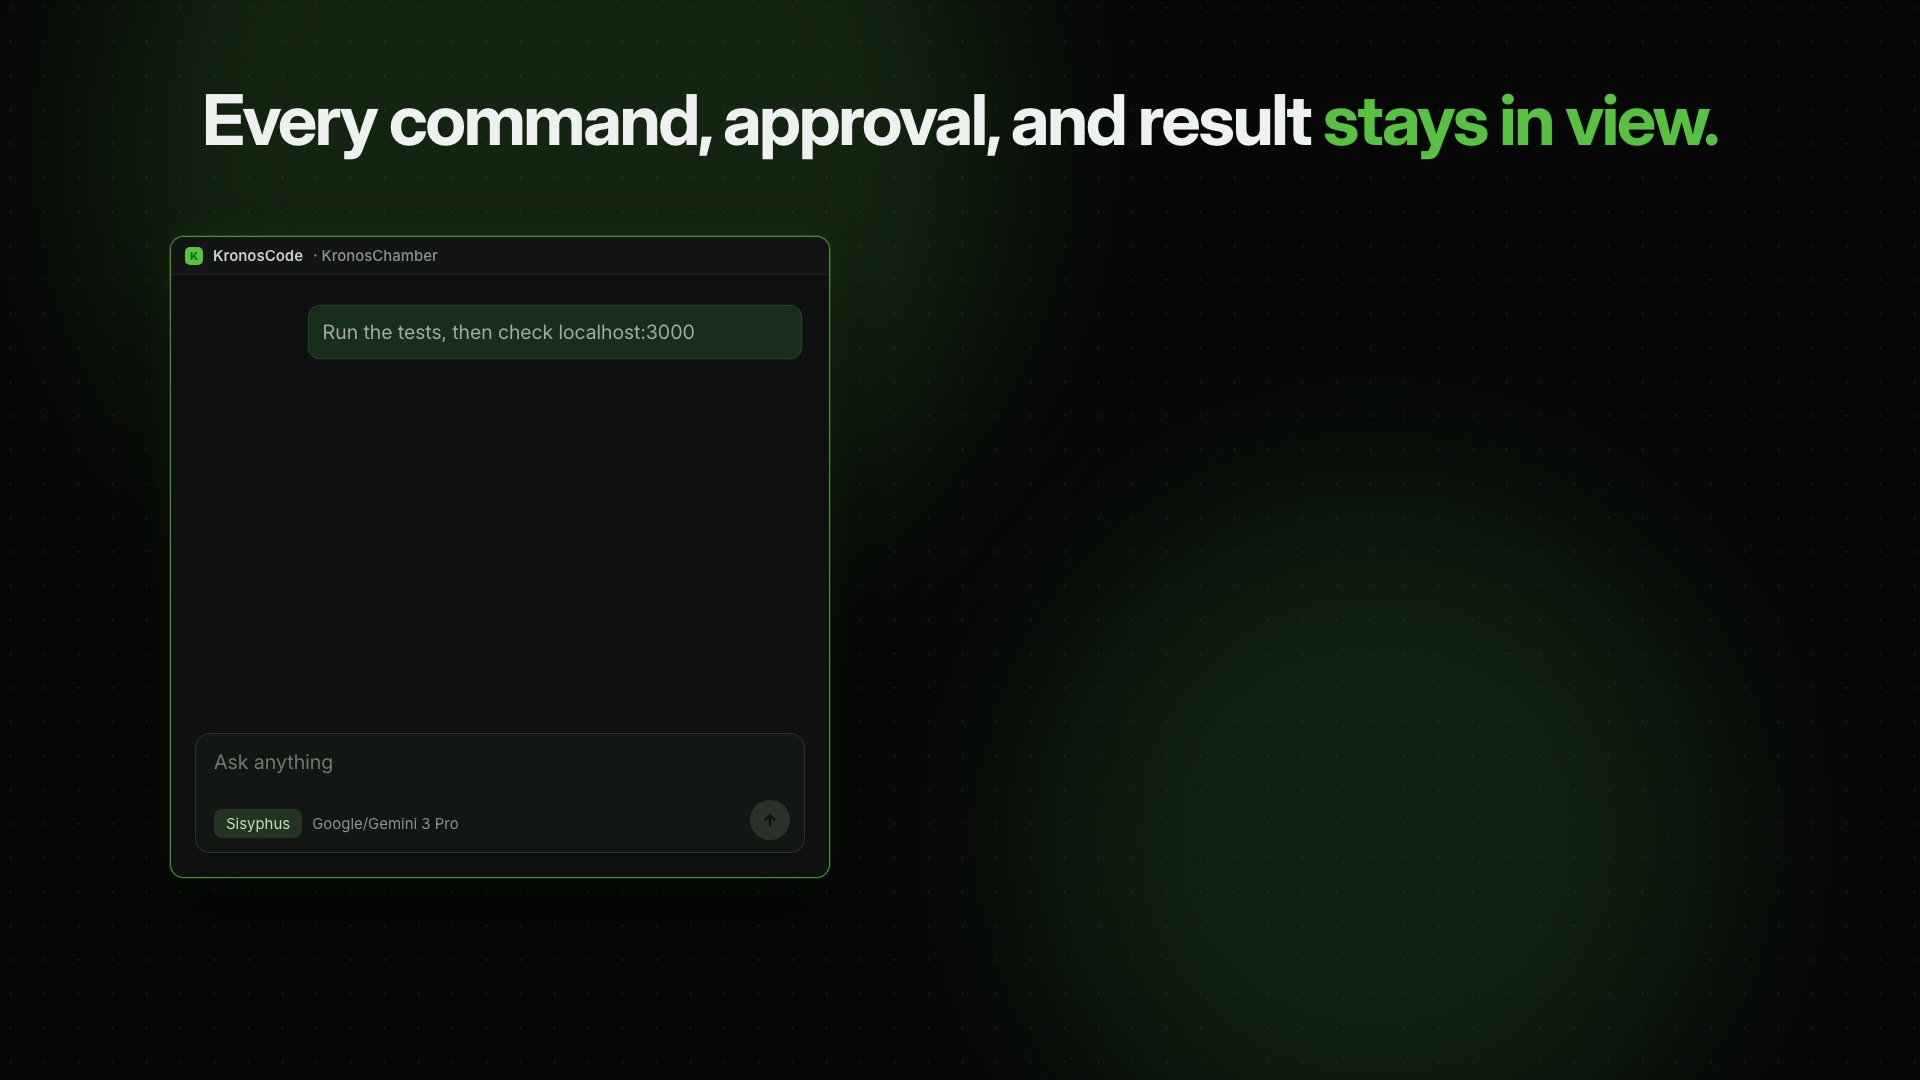 Every command, approval, and result stays in view.
K KronosCode · KronosChamber
Run the tests, then check localhost:3000
Ask anything
Sisyphus Google/Gemini 3 Pro